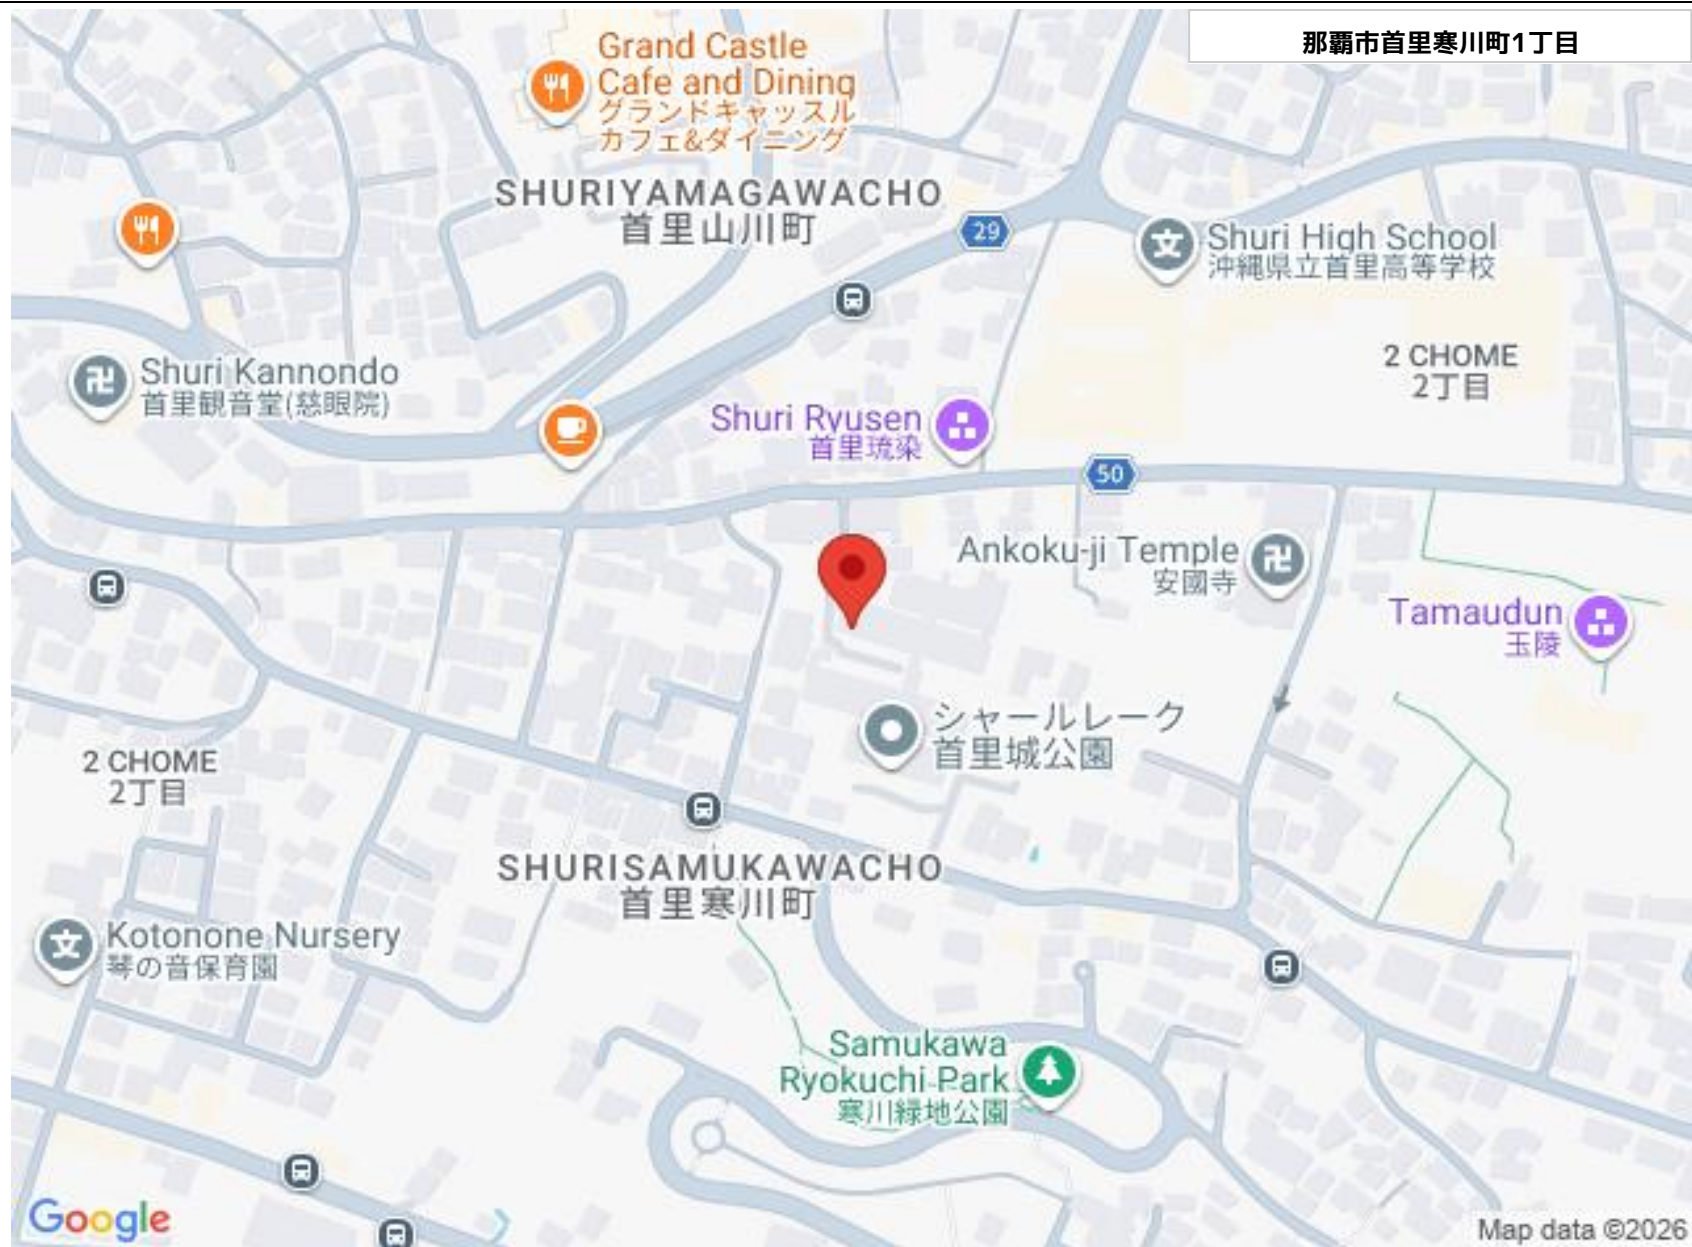 那覇市首里寒川町1丁目
Grand Castle
Cafe and Dining
グランドキャッスル
カフェ&ダイニング
SHURIYAMAGAWACHO
首里山川町
29
Shuri High School
沖縄県立首里高等学校
2 CHOME
2丁目
Shuri Kannondo
首里観音堂(慈眼院)
Shuri Ryusen
首里琉染
50
Ankoku-ji Temple
安國寺
Tamaudun
玉陵
シャールレーク
首里城公園
2 CHOME
2丁目
SHURISAMUKAWACHO
首里寒川町
Kotonone Nursery
琴の音保育園
Samukawa
Ryokuchi Park
寒川緑地公園
Google
Map data ©2026